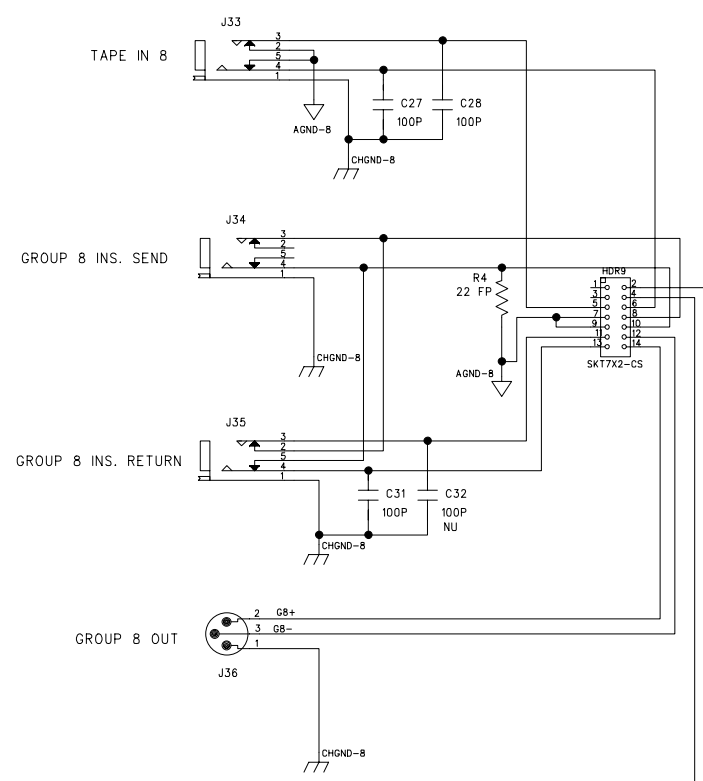 J33
TAPE IN 8
3
2
5
4
1
AGND-8
C27
100P
C28
100P
CHGND-8
J34
GROUP 8 INS. SEND
3
2
5
4
1
R4
22 FP
CHGND-8
AGND-8
HDR9
1 2
3 4
5 6
7 8
9 10
11 12
13 14
SKT7X2-CS
J35
GROUP 8 INS. RETURN
3
2
5
4
1
C31
100P
C32
100P
NU
CHGND-8
GROUP 8 OUT
2 G8+
3 G8-
1
J36
CHGND-8